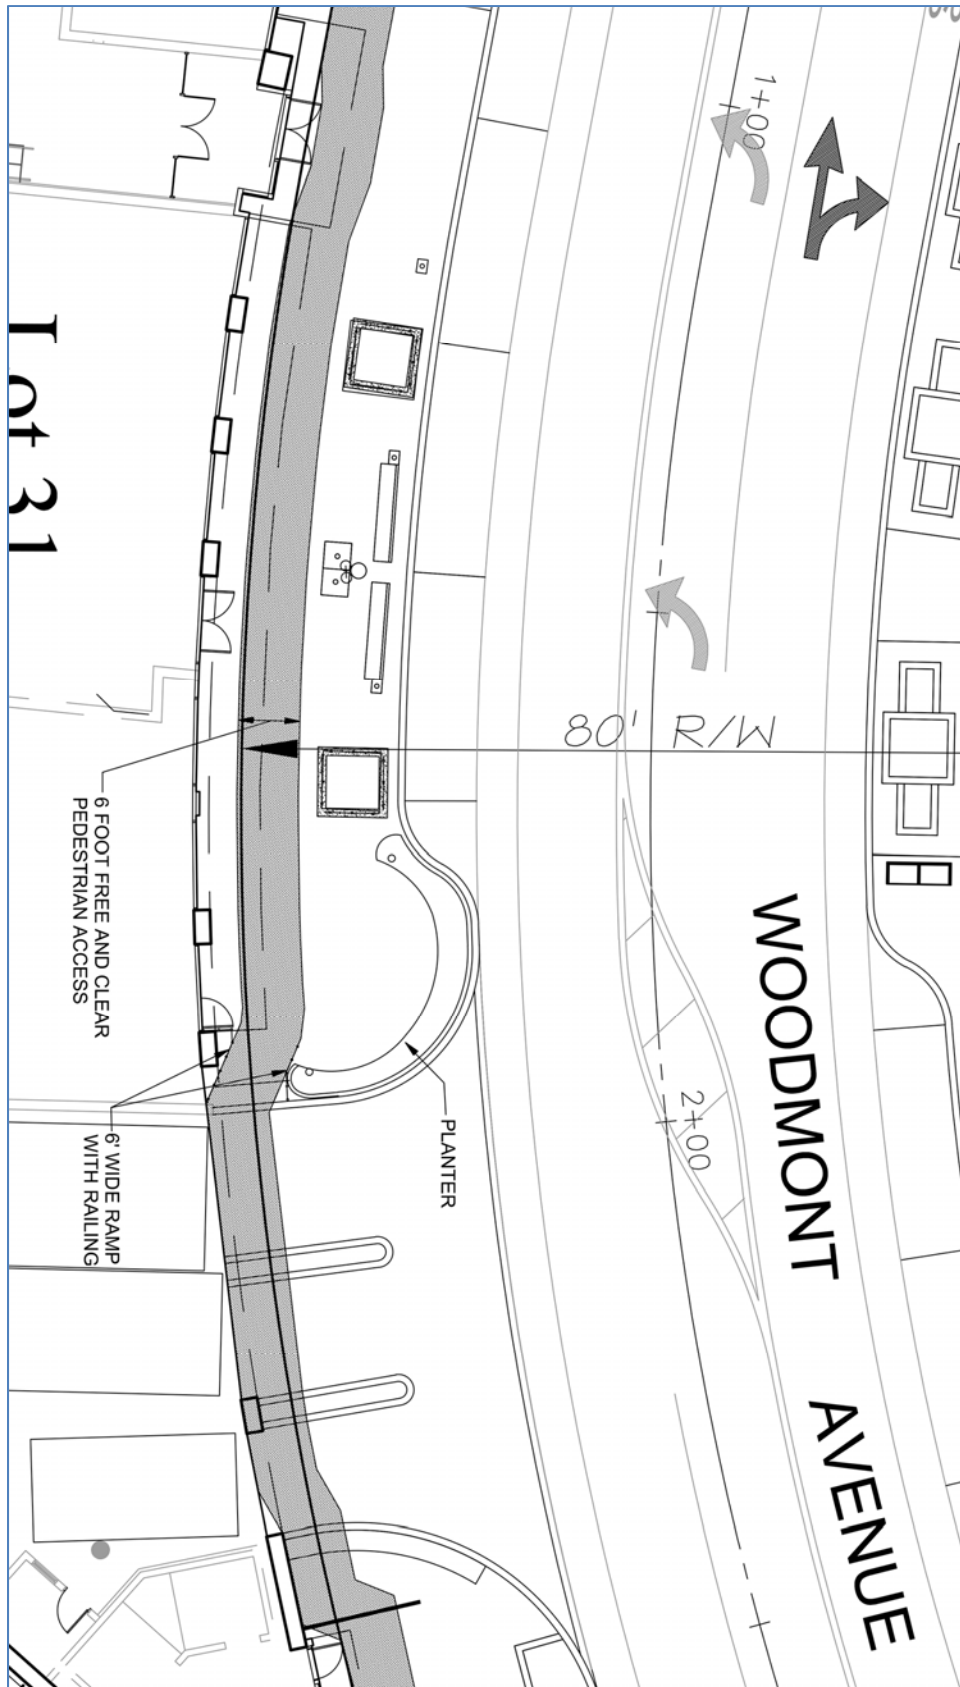 1+00
Lot 31
80' R/W
6 FOOT FREE AND CLEAR
PEDESTRIAN ACCESS
WOODMONT
AVENUE
2+00
PLANTER
6' WIDE RAMP
WITH RAILING